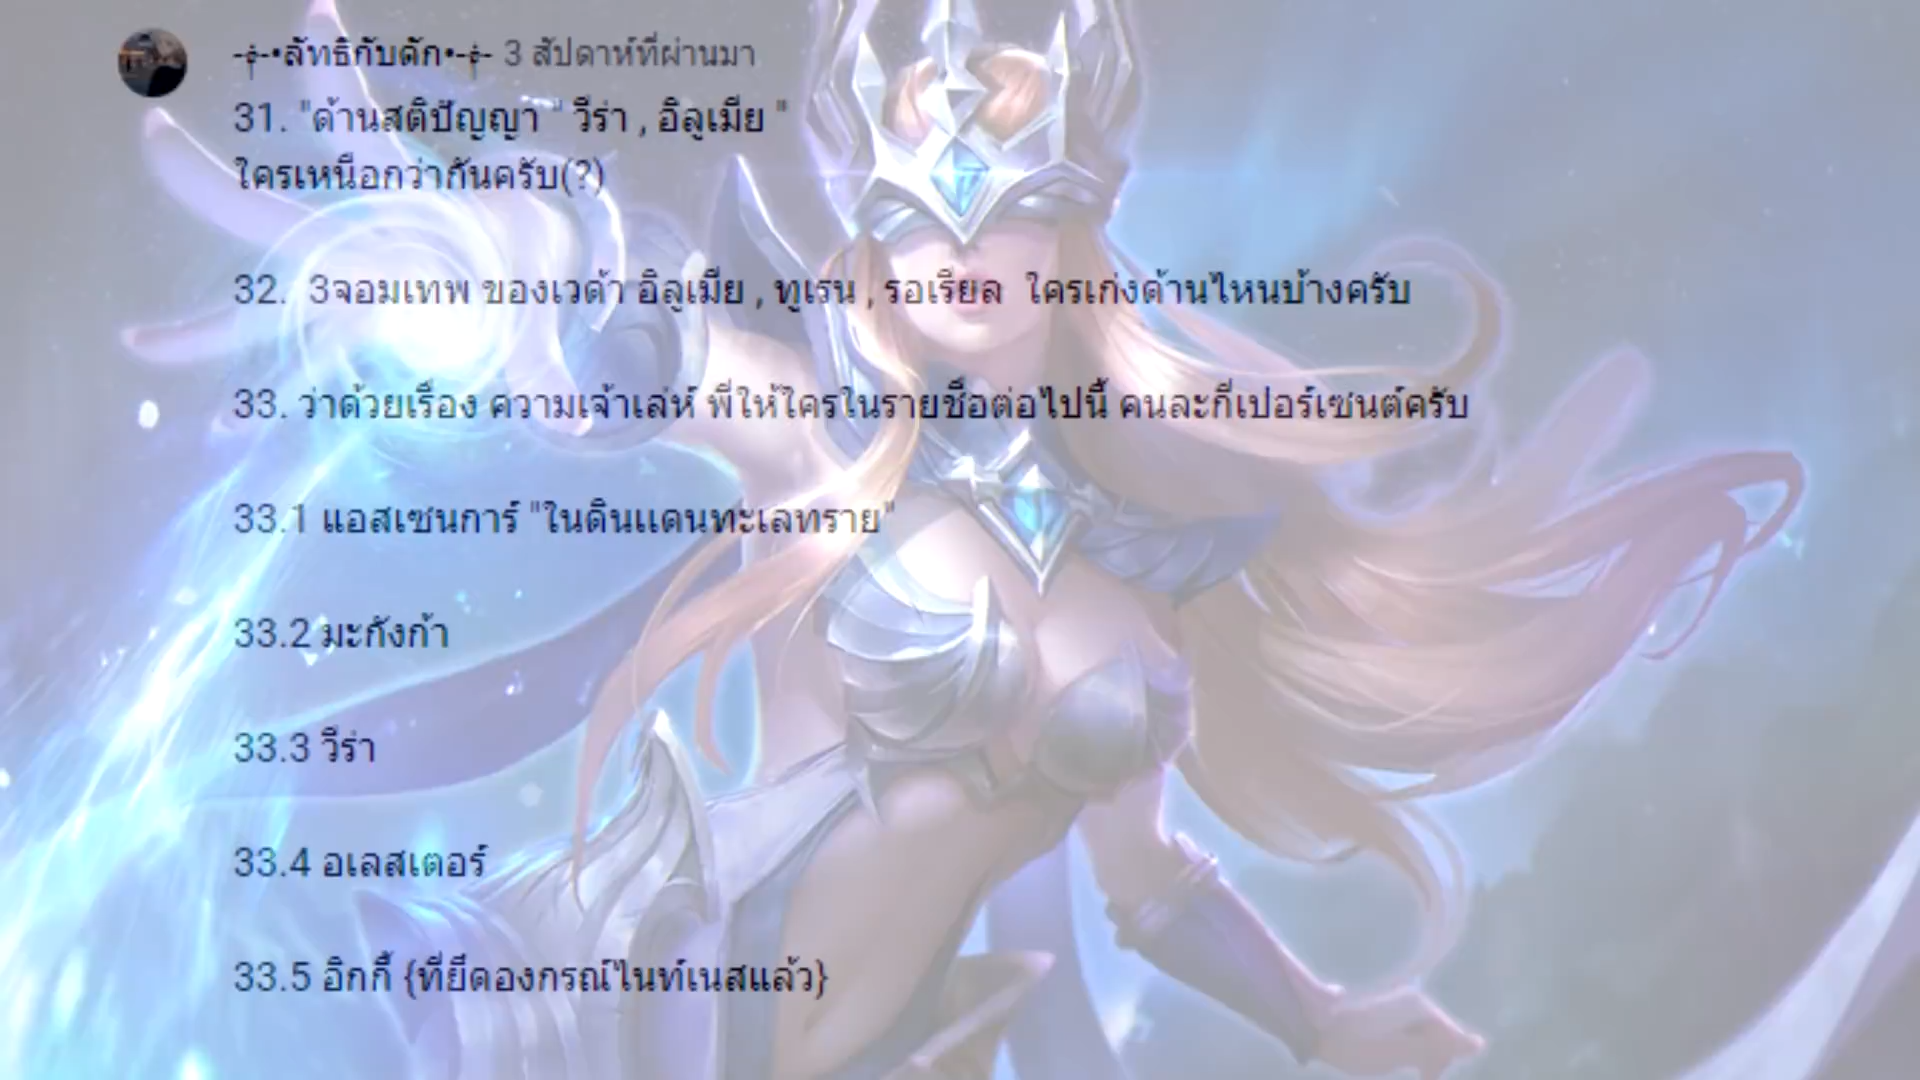 -ﻬ-•ลัทธิกับดัก•-ﻬ- 3 สัปดาห์ที่ผ่านมา
31. "ด้านสติปัญญา " วีร่า , อิลูเมีย "
ใครเหนือกว่ากันครับ(?)
32. 3จอมเทพ ของเวด้า อิลูเมีย , ทูเรน , รอเรียล ใครเก่งด้านไหนบ้างครับ
33. ว่าด้วยเรื่อง ความเจ้าเล่ห์ พี่ให้ใครในรายชื่อต่อไปนี้ คนละกี่เปอร์เซนต์ครับ
33.1 แอสเซนการ์ "ในดินแดนทะเลทราย"
33.2 มะกังก้า
33.3 วีร่า
33.4 อเลสเตอร์
33.5 อิกกี้ {ที่ยึดองกรณ์ไนท์เนสแล้ว}